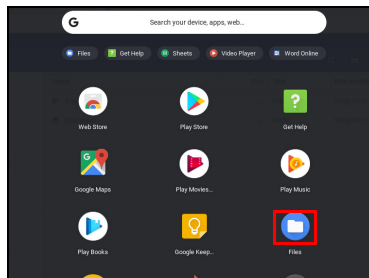 G Search your device, apps, web...
Files Get Help Sheets Video Player Word Online
Web Store Play Store Get Help
Google Maps Play Movies... Play Music
Play Books Google Keep... Files